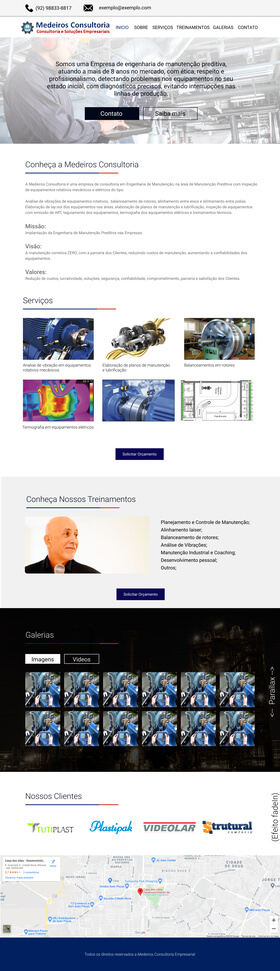 (92) 98833-8817 exemplo@exemplo.com
Medeiros Consultoria
Consultoria e Soluções Empresariais
INICIO SOBRE SERVIÇOS TREINAMENTOS GALERIAS CONTATO
Somos uma Empresa de engenharia de manutenção preditiva,
atuando a mais de 8 anos no mercado, com ética, respeito e
profissionalismo, detectando problemas nos equipamentos no seu
estado inicial, com diagnósticos precisos, evitando interrupções nas
linhas de produção.
Contato Saiba mais
Conheça a Medeiros Consultoria
A Medeiros Consultoria é uma empresa de consultoria em Engenharia de Manutenção, na área de Manutenção Preditiva com inspeção
de equipamentos rotativos mecânicos e elétricos do tipo:
Análise de vibrações de equipamentos rotativos, balanceamento de rotores, alinhamento entre eixos e alinhamento entre polias
Elaboração de rotas dos equipamentos nas áreas; elaboração de planos de manutenção e lubrificação, inspeção de equipamentos
com emissão de ART, taguamento dos equipamentos, termografia dos equipamentos elétricos e treinamentos técnicos.
Missão:
Implantação da Engenharia de Manutenção Preditiva nas Empresas
Visão:
A manutenção corretiva ZERO, com a parceria dos Clientes, reduzindo custos de manutenção, aumentando a confiabilidades dos
equipamentos.
Valores:
Redução de custos, lucratividade, soluções, segurança, confiabilidade, comprometimento, parceria e satisfação dos Clientes.
Serviços
Analise de vibração em equipamentos
rotativos mecânicos
Elaboração de planos de manutenção
e lubrificação
Balanceamentos em rotores
Termografia em equipamentos elétricos
Solicitar Orçamento
Conheça Nossos Treinamentos
Planejamento e Controle de Manutenção;
Alinhamento laser;
Balanceamento de rotores;
Análise de Vibrações;
Manutenção Industrial e Coaching;
Desenvolvimento pessoal;
Outros;
Solicitar Orçamento
Galerias
Imagens Vídeos
<-- Parallax -->
Nossos Clientes
(Efeito fadeIn)
TUTIPLAST
Plastipak
VIDEOLAR
trutural
CIDADE
DE DEUS
Google
Todos os direitos reservados a Medeiros Consultoria Empresarial